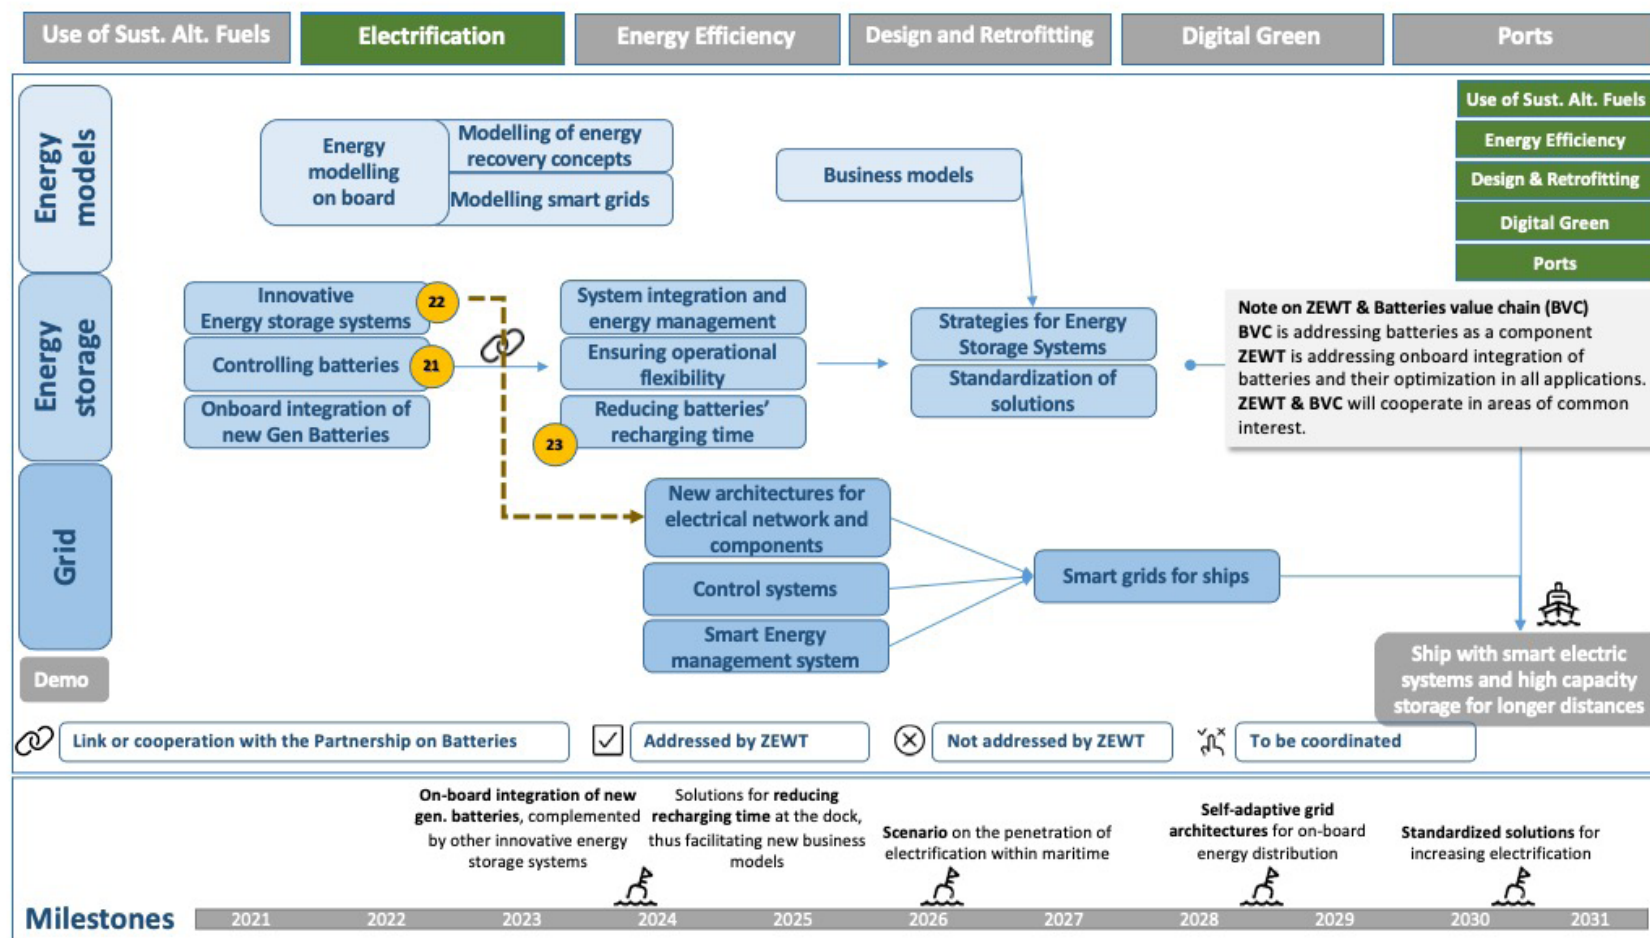 Use of Sust. Alt. Fuels
Electrification
Energy Efficiency
Design and Retrofitting
Digital Green
Ports
Energy
models
Energy
modelling
on board
Modelling of energy
recovery concepts
Modelling smart grids
Business models
Use of Sust. Alt. Fuels
Energy Efficiency
Design & Retrofitting
Digital Green
Ports
Energy
storage
Innovative
Energy storage systems
22
Controlling batteries
21
Onboard integration of
new Gen Batteries
System integration and
energy management
Ensuring operational
flexibility
Reducing batteries’
recharging time
23
Strategies for Energy
Storage Systems
Standardization of
solutions
Note on ZEWT & Batteries value chain (BVC)
BVC is addressing batteries as a component
ZEWT is addressing onboard integration of
batteries and their optimization in all applications.
ZEWT & BVC will cooperate in areas of common
interest.
Grid
New architectures for
electrical network and
components
Control systems
Smart Energy
management system
Smart grids for ships
Demo
Ship with smart electric
systems and high capacity
storage for longer distances
Link or cooperation with the Partnership on Batteries
Addressed by ZEWT
Not addressed by ZEWT
To be coordinated
On-board integration of new
gen. batteries, complemented
by other innovative energy
storage systems
Solutions for reducing
recharging time at the dock,
thus facilitating new business
models
Scenario on the penetration of
electrification within maritime
Self-adaptive grid
architectures for on-board
energy distribution
Standardized solutions for
increasing electrification
Milestones
2021
2022
2023
2024
2025
2026
2027
2028
2029
2030
2031